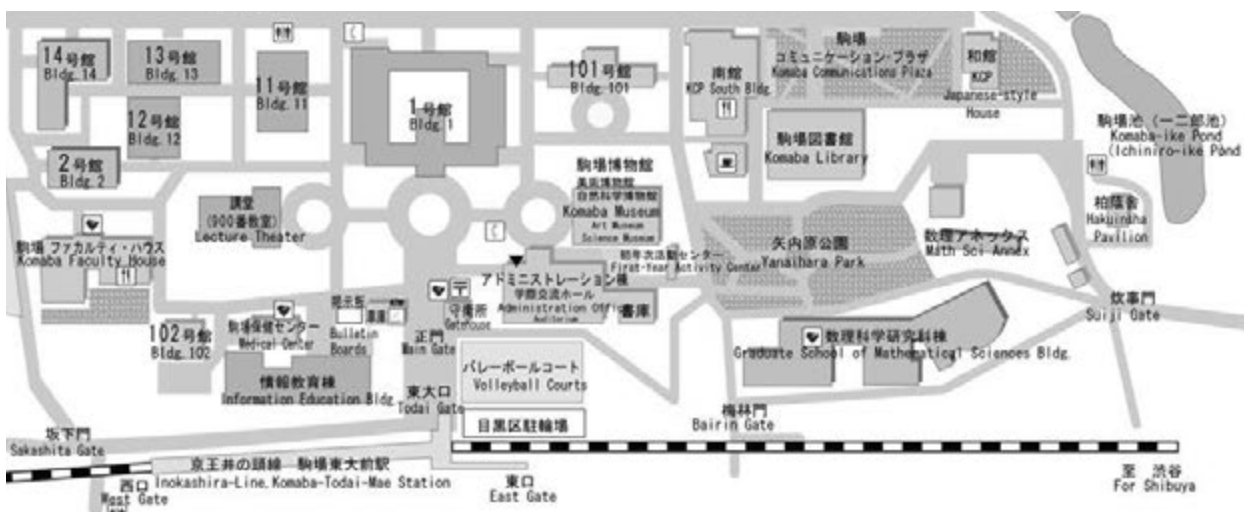 14号館
Bldg.14
13号館
Bldg.13
11号館
Bldg.11
12号館
Bldg.12
2号館
Bldg.2
1号館
Bldg.1
101号館
Bldg.101
南館
KCP South Bldg.
駒場
コミュニケーション・プラザ
Komaba Communications Plaza
和館
KCP
Japanese-style
House
駒場図書館
Komaba Library
駒場池（一二郎池）
Komaba-ike Pond
(Ichiniro-ike Pond
柏蔭舎
Hakuinsha
Pavilion
講堂
(900番教室)
Lecture Theater
駒場博物館
美術博物館
自然科学博物館
Komaba Museum
Art Museum
Science Museum
矢内原公園
Yanaihara Park
数理アネックス
Math Sci Annex
駒場 ファカルティ・ハウス
Komaba Faculty House
初年次活動センター
First-Year Activity Center
アドミニストレーション棟
学際交流ホール
Administration Office
Auditorium
書庫
守衛所
Gatehouse
炊事門
Suiji Gate
102号館
Bldg.102
駒場保健センター
Medical Center
掲示板
Bulletin
Boards
正門
Main Gate
数理科学研究科棟
Graduate School of Mathematical Sciences Bldg.
情報教育棟
Information Education Bldg
東大口
Todai Gate
バレーボールコート
Volleyball Courts
目黒区駐輪場
梅林門
Bairin Gate
坂下門
Sakashita Gate
京王井の頭線 駒場東大前駅
Inokashira-Line, Komaba-Todai-Mae Station
西口
West Gate
東口
East Gate
至 渋谷
For Shibuya